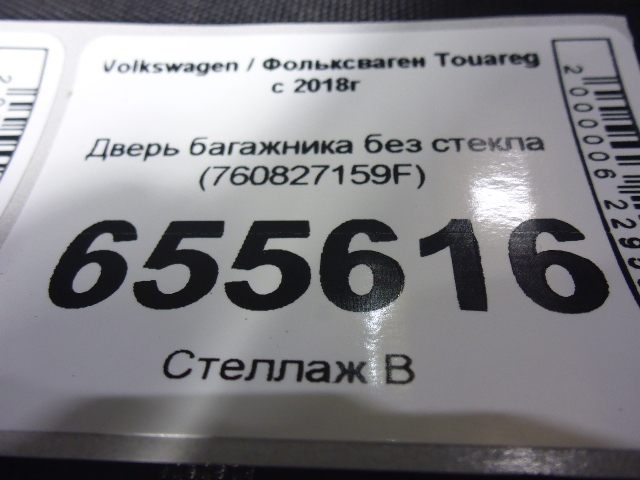 Volkswagen / Фольксваген Touareg
с 2018г
Дверь багажника без стекла
(760827159F)
655616
Стеллаж В